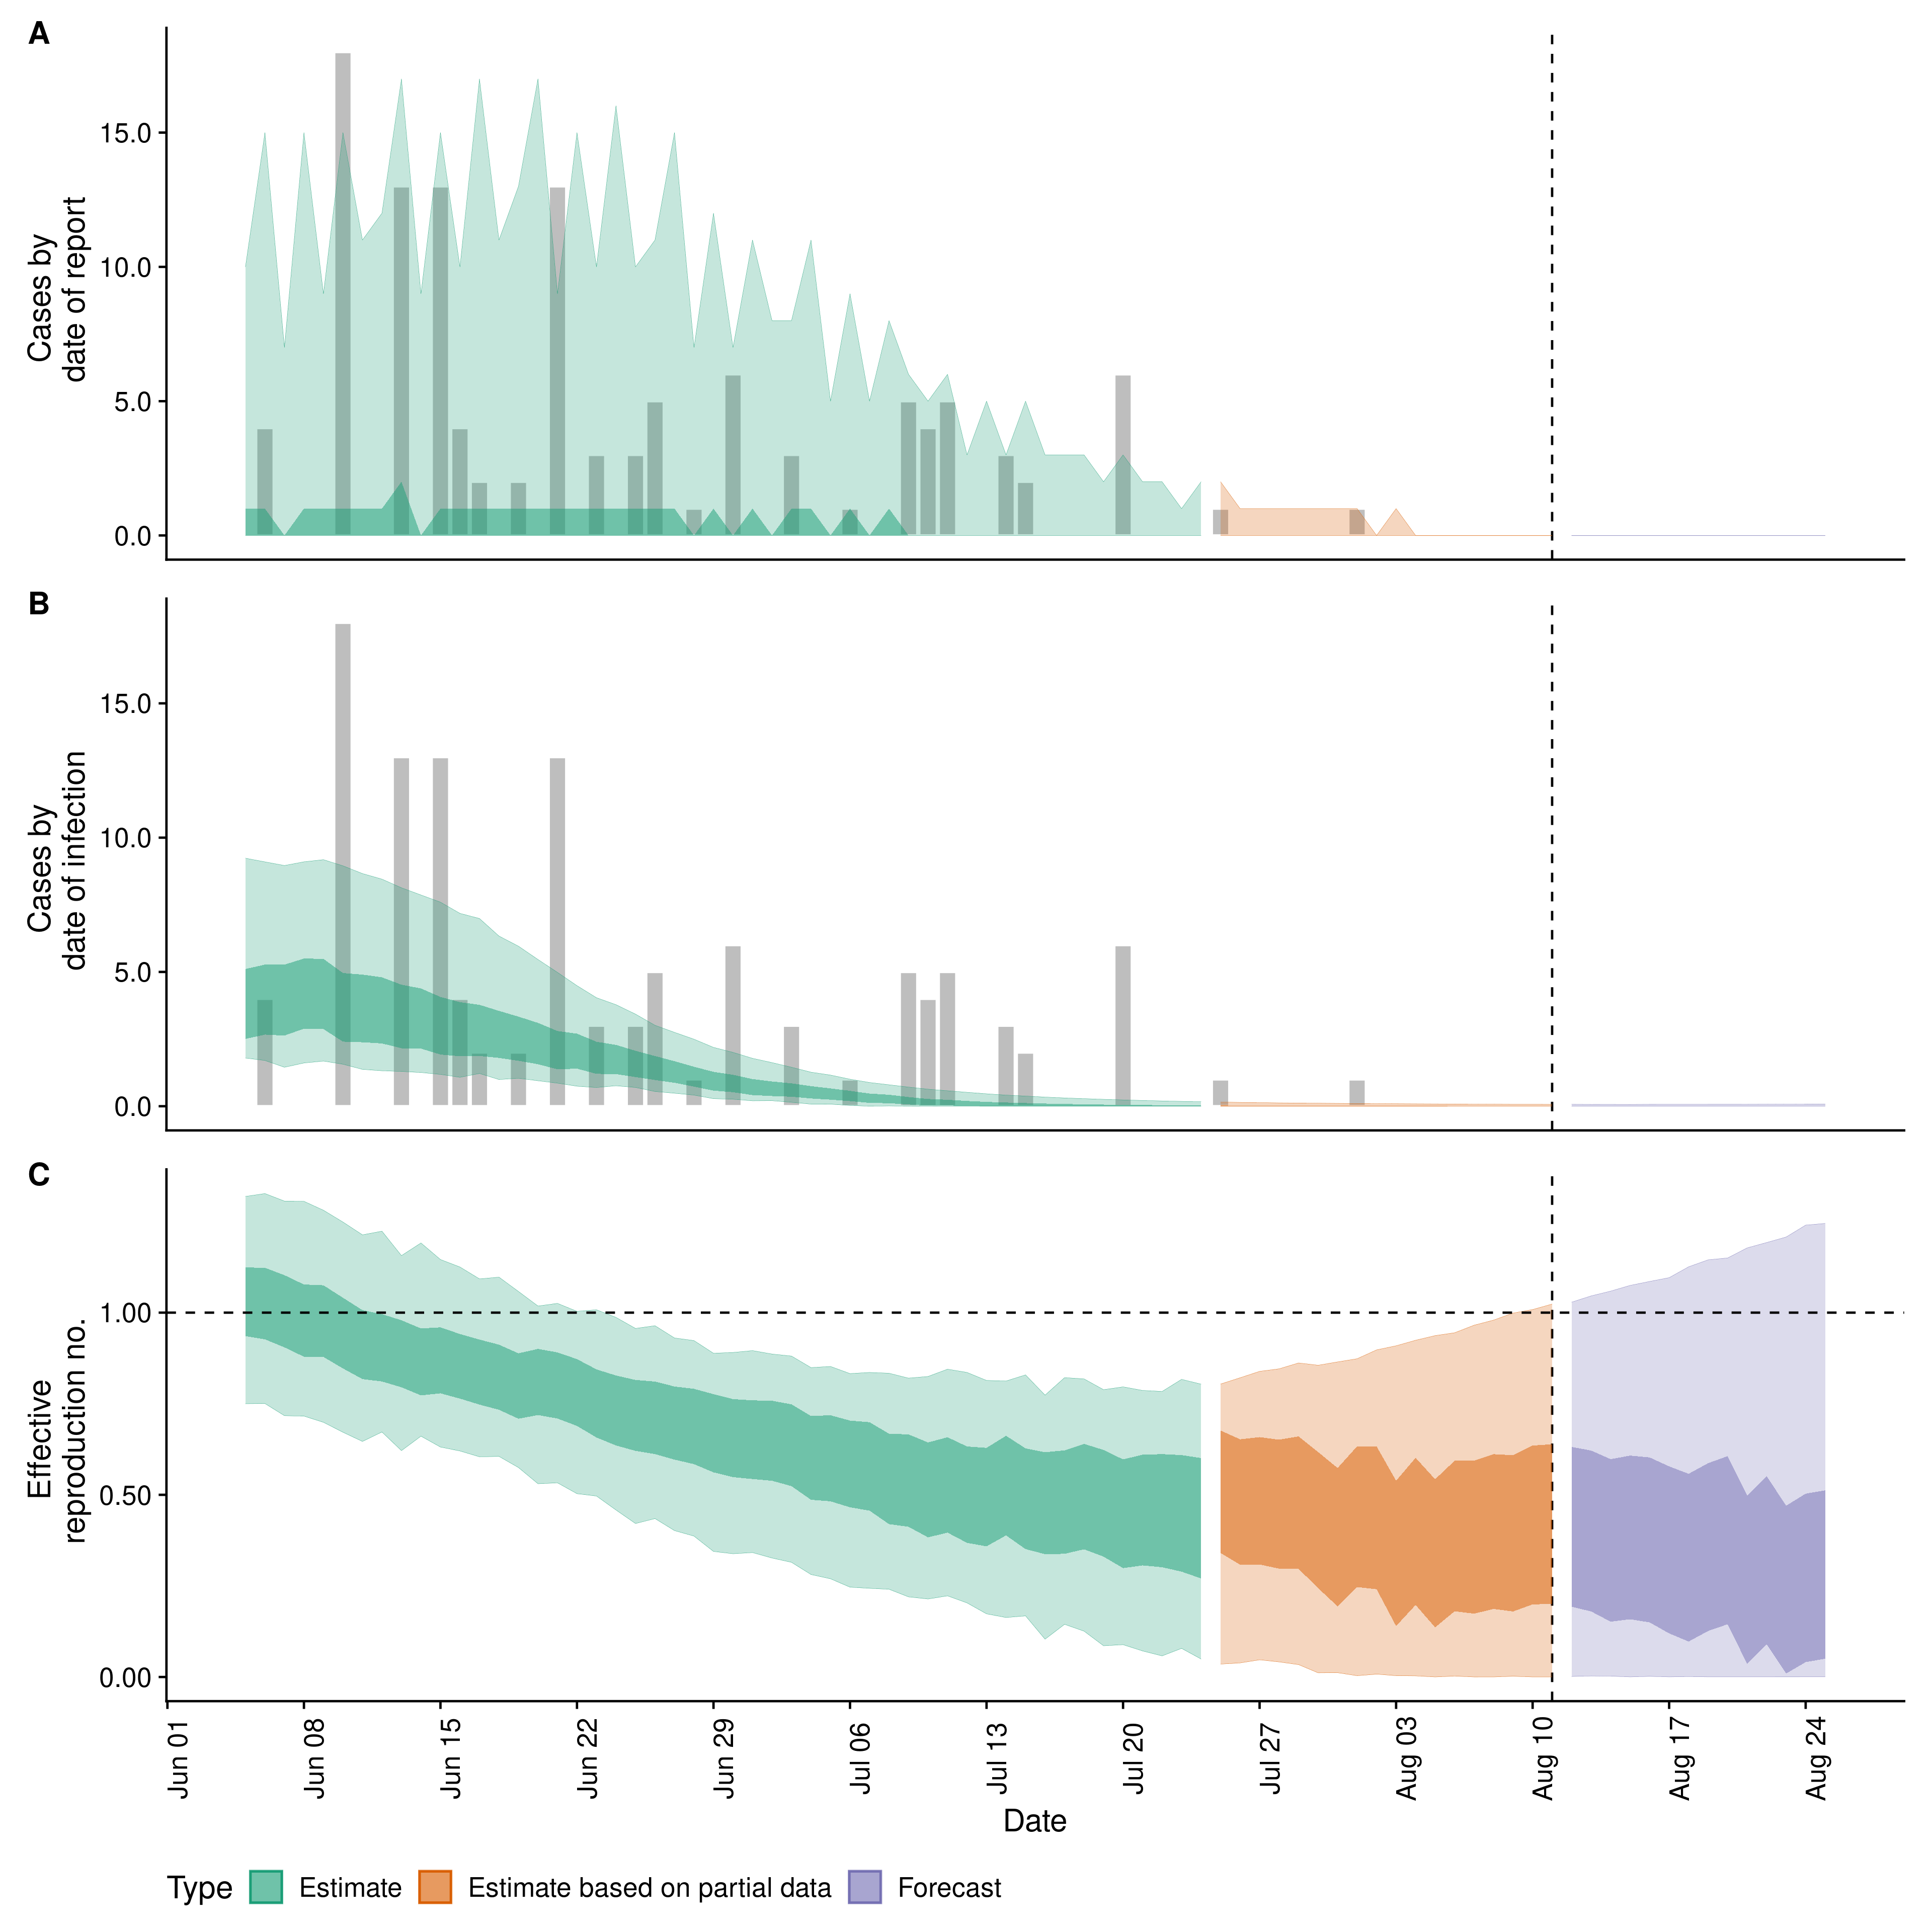 A
Cases by
date of report
15.0
10.0
5.0
0.0
B
Cases by
date of infection
15.0
10.0
5.0
0.0
C
Effective
reproduction no.
1.00
0.50
0.00
Jun 01
Jun 08
Jun 15
Jun 22
Jun 29
Jul 06
Jul 13
Jul 20
Jul 27
Aug 03
Aug 10
Aug 17
Aug 24
Date
Type Estimate Estimate based on partial data Forecast